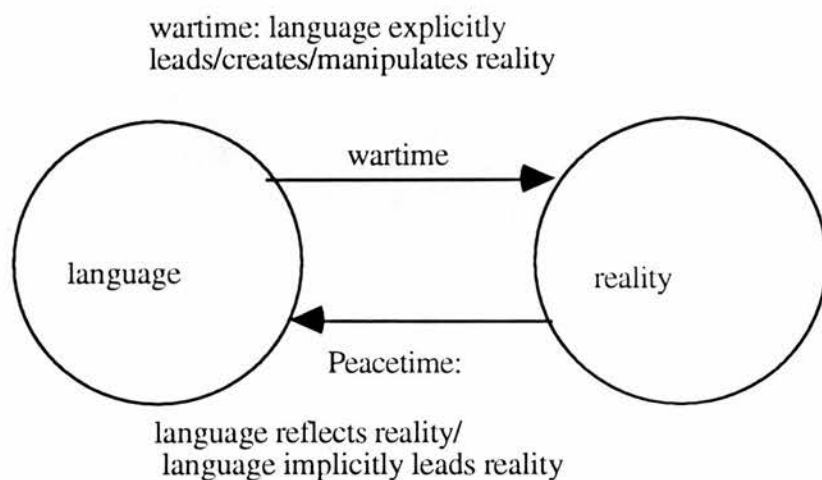 wartime: language explicitly
leads/creates/manipulates reality
wartime
language
reality
Peacetime:
language reflects reality/
language implicitly leads reality